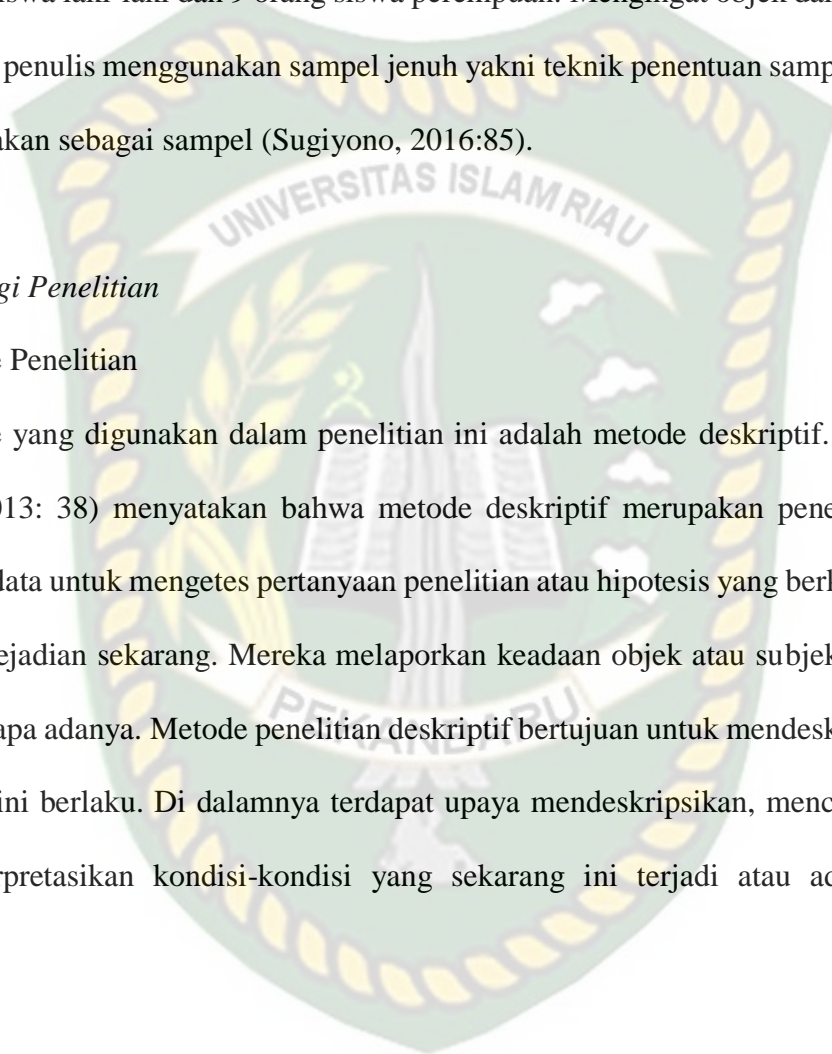 siswa laki-laki dan 9 orang siswa perempuan. Mengingat objek dan
penulis menggunakan sampel jenuh yakni teknik penentuan samp
akan sebagai sampel (Sugiyono, 2016:85).
UNIVERSITAS ISLAM RIAU
gi Penelitian
Penelitian
yang digunakan dalam penelitian ini adalah metode deskriptif.
013: 38) menyatakan bahwa metode deskriptif merupakan pene
data untuk mengetes pertanyaan penelitian atau hipotesis yang berk
ejadian sekarang. Mereka melaporkan keadaan objek atau subjek
PEKANBARU
apa adanya. Metode penelitian deskriptif bertujuan untuk mendesk
ini berlaku. Di dalamnya terdapat upaya mendeskripsikan, menc
rpretasikan kondisi-kondisi yang sekarang ini terjadi atau ad